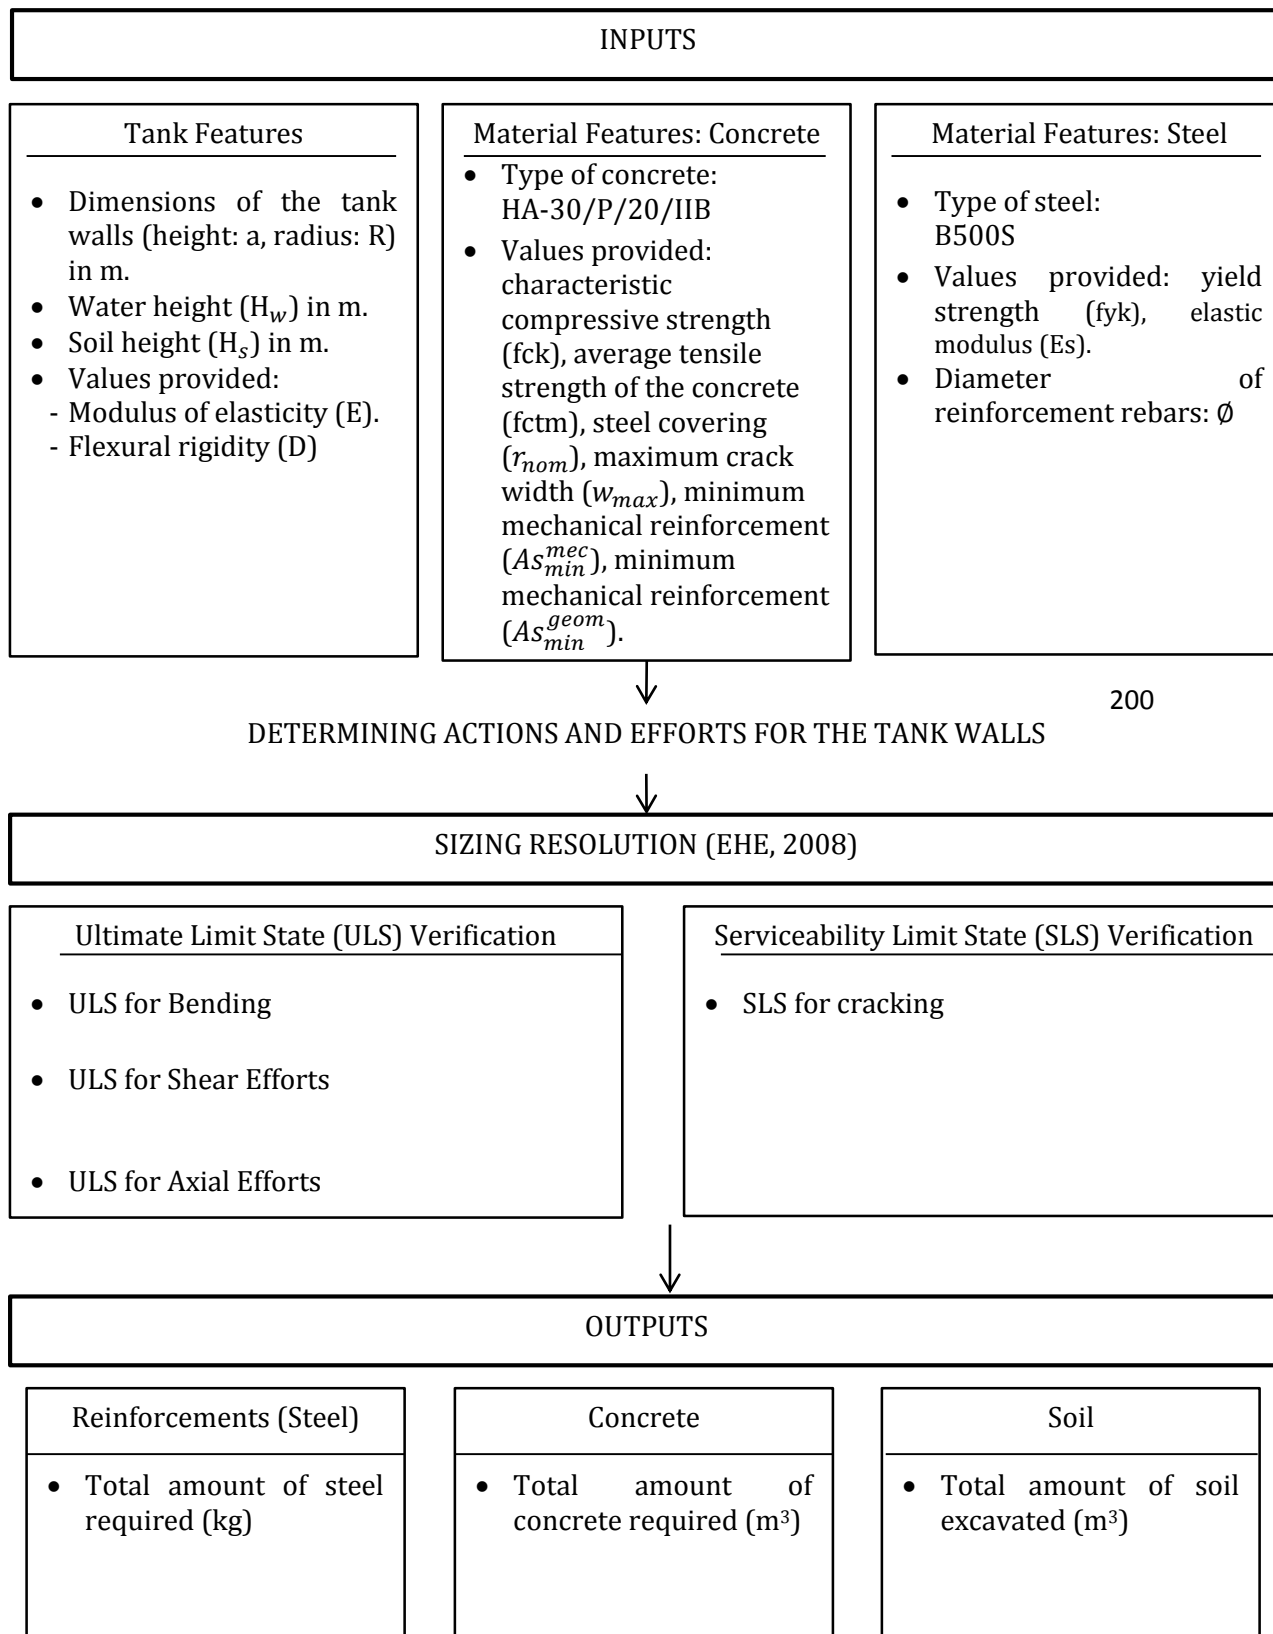 INPUTS
Tank Features
• Dimensions of the tank
walls (height: a, radius: R)
in m.
• Water height (H𝑤) in m.
• Soil height (H𝑠) in m.
• Values provided:
- Modulus of elasticity (E).
- Flexural rigidity (D)
Material Features: Concrete
• Type of concrete:
HA-30/P/20/IIB
• Values provided:
characteristic
compressive strength
(fck), average tensile
strength of the concrete
(fctm), steel covering
(𝑟𝑛𝑜𝑚), maximum crack
width (𝑤𝑚𝑎𝑥), minimum
mechanical reinforcement
(𝐴𝑠_{𝑚𝑖𝑛}^{𝑚𝑒𝑐}), minimum
mechanical reinforcement
(𝐴𝑠_{𝑚𝑖𝑛}^{𝑔𝑒𝑜𝑚}).
Material Features: Steel
• Type of steel:
B500S
• Values provided: yield
strength (fyk), elastic
modulus (Es).
• Diameter of
reinforcement rebars: ∅
200
DETERMINING ACTIONS AND EFFORTS FOR THE TANK WALLS
SIZING RESOLUTION (EHE, 2008)
Ultimate Limit State (ULS) Verification
• ULS for Bending
• ULS for Shear Efforts
• ULS for Axial Efforts
Serviceability Limit State (SLS) Verification
• SLS for cracking
OUTPUTS
Reinforcements (Steel)
• Total amount of steel
required (kg)
Concrete
• Total amount of
concrete required (m³)
Soil
• Total amount of soil
excavated (m³)